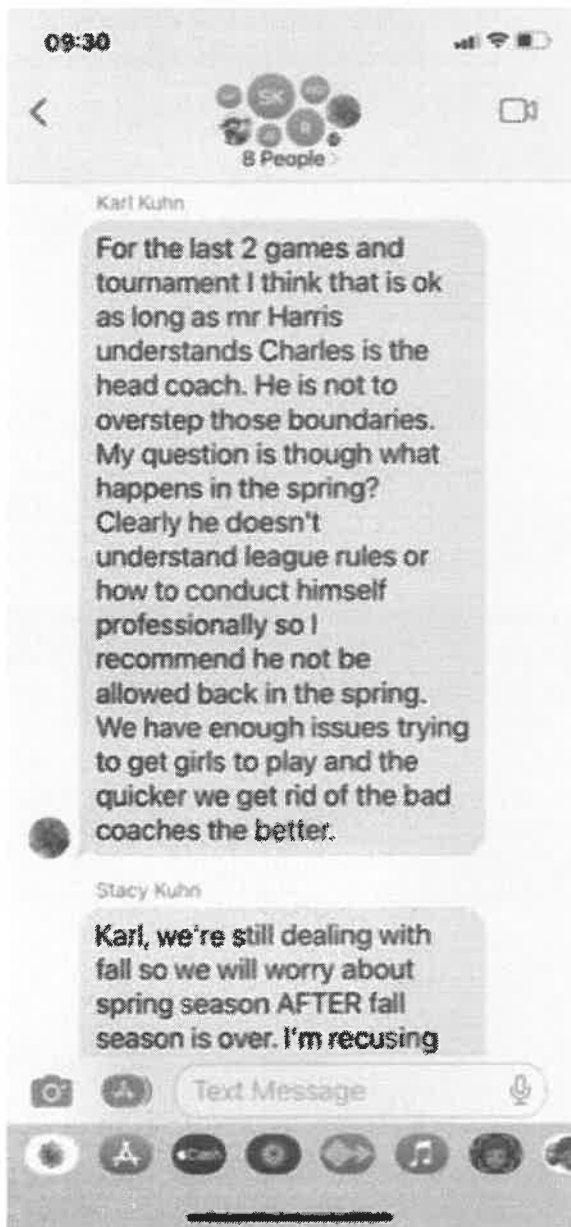 09:30
SK
R
8 People >
Karl Kuhn
For the last 2 games and
tournament I think that is ok
as long as mr Harris
understands Charles is the
head coach. He is not to
overstep those boundaries.
My question is though what
happens in the spring?
Clearly he doesn't
understand league rules or
how to conduct himself
professionally so I
recommend he not be
allowed back in the spring.
We have enough issues trying
to get girls to play and the
quicker we get rid of the bad
coaches the better.
Stacy Kuhn
Karl, we're still dealing with
fall so we will worry about
spring season AFTER fall
season is over. I'm recusing
Text Message
Cash